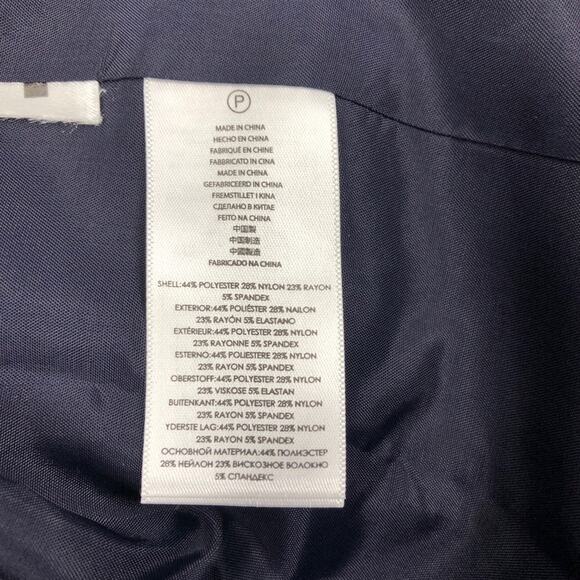 P
MADE IN CHINA
HECHO EN CHINA
FABRIQUÉ EN CHINE
FABBRICATO IN CINA
MADE IN CHINA
GEFABRICEERD IN CHINA
FREMSTILLET I KINA
СДЕЛАНО В КИТАЕ
FEITO NA CHINA
中国製
中国制造
中國製造
FABRICADO NA CHINA
SHELL:44% POLYESTER 28% NYLON 23% RAYON
5% SPANDEX
EXTERIOR:44% POLIÉSTER 28% NAILON
23% RAYÓN 5% ELASTANO
EXTÉRIEUR:44% POLYESTER 28% NYLON
23% RAYONNE 5% SPANDEX
ESTERNO:44% POLIESTERE 28% NYLON
23% RAYON 5% SPANDEX
OBERSTOFF:44% POLYESTER 28% NYLON
23% VISKOSE 5% ELASTAN
BUITENKANT:44% POLYESTER 28% NYLON
23% RAYON 5% SPANDEX
YDERSTE LAG:44% POLYESTER 28% NYLON
23% RAYON 5% SPANDEX
ОСНОВНОЙ МАТЕРИАЛ:44% ПОЛИЭСТЕР
28% НЕЙЛОН 23% ВИСКОЗНОЕ ВОЛОКНО
5% СПАНДЕКС